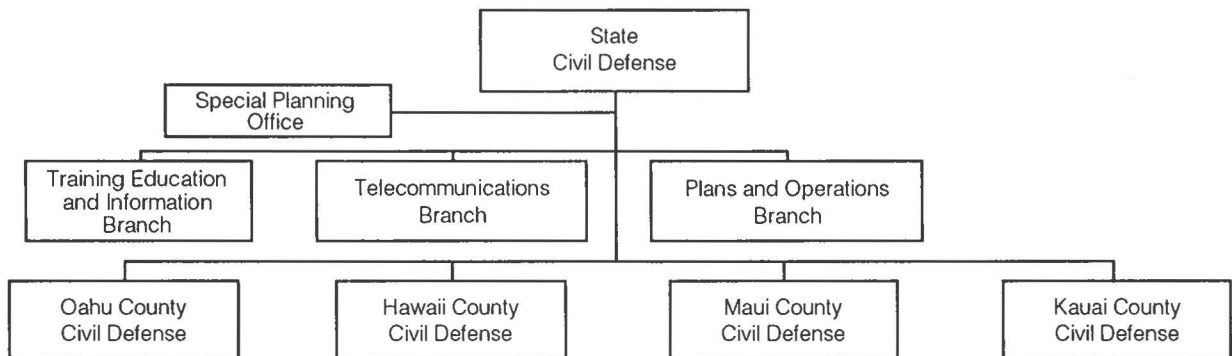 State
Civil Defense
Special Planning
Office
Training Education
and Information
Branch
Telecommunications
Branch
Plans and Operations
Branch
Oahu County
Civil Defense
Hawaii County
Civil Defense
Maui County
Civil Defense
Kauai County
Civil Defense